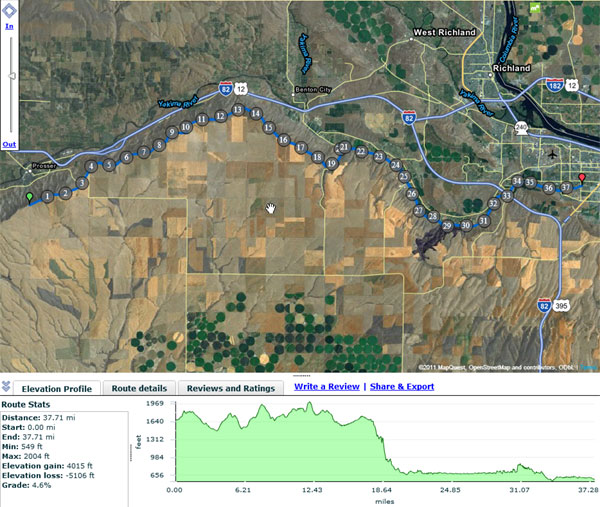 In
Out
West Richland
Richland
Yakima River
Columbia River
Yakima River
Yakima River
82 12
82
182 12
240
Benton City
Prosser
1 2 3 4 5 6 7 8 9 10 11 12 13 14 15 16 17 18 19 21 22 23 24 25 26 27 28 29 30 31 32 33 34 35 36 37
82 395
©2011 MapQuest, OpenStreetMap and contributors, ODbL
Elevation Profile Route details Reviews and Ratings Write a Review | Share & Export
Route Stats
Distance: 37.71 mi
Start: 0.00 mi
End: 37.71 mi
Min: 549 ft
Max: 2004 ft
Elevation gain: 4015 ft
Elevation loss: -5106 ft
Grade: 4.6%
feet
1969
1640
1312
984
656
0.00 6.21 12.43 18.64 24.85 31.07 37.28
miles